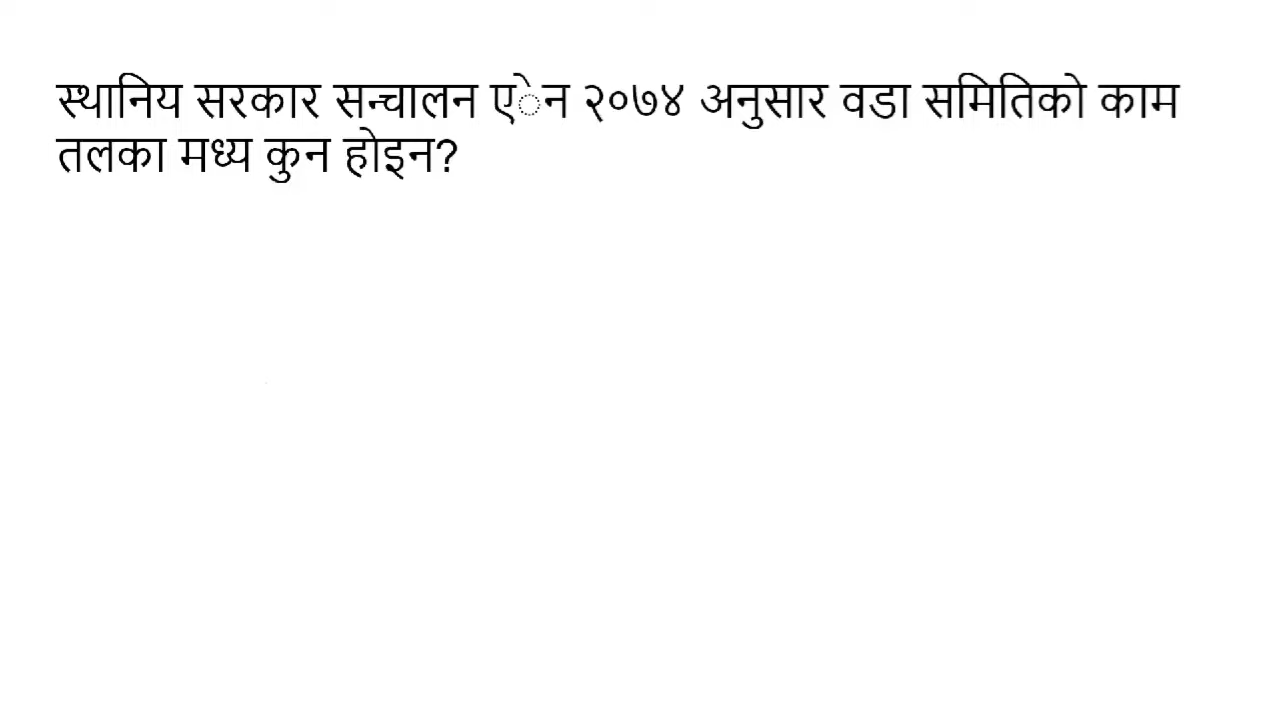 स्थानिय सरकार सन्चालन एेन २०७४ अनुसार वडा समितिको काम
तलका मध्य कुन होइन?